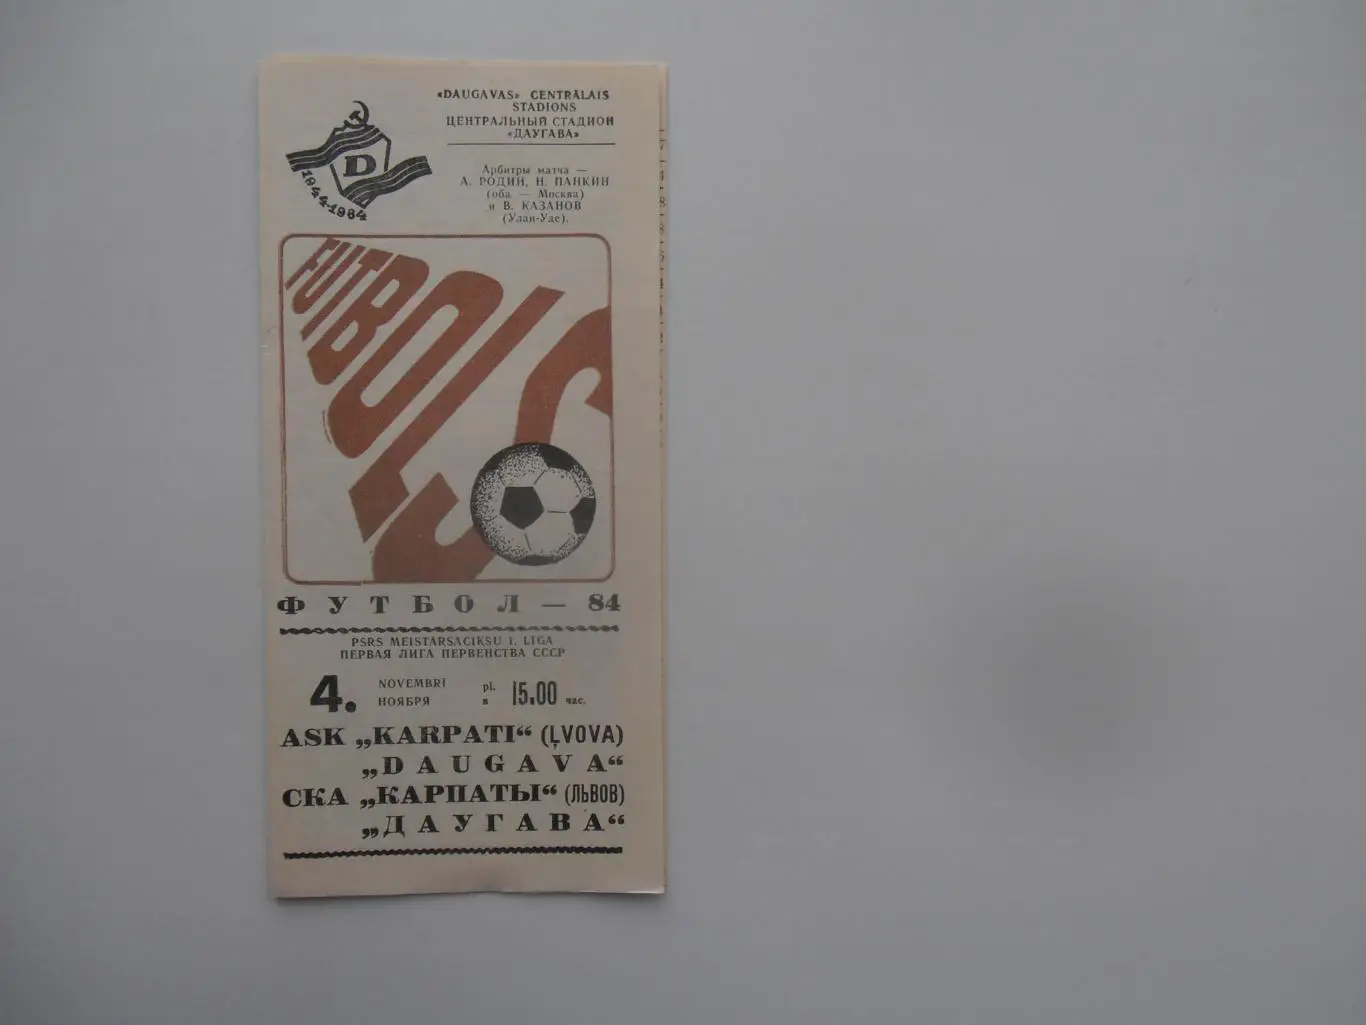 «DAUGAVAS» CENTRĀLAIS
STADIONS
ЦЕНТРАЛЬНЫЙ СТАДИОН
«ДАУГАВА»
D
1944-1984
Арбитры матча —
А. РОДИН, Н. ПАНКИН
(оба — Москва)
и В. КАЗАНОВ
(Улан-Уде).
FUTBOLS
ФУТБОЛ — 84
PSRS MEISTARSACIKSU 1. LIGA
ПЕРВАЯ ЛИГА ПЕРВЕНСТВА СССР
4. NOVEMBRI pl. 15.00
НОЯБРЯ в час.
ASK „KARPATI“ (ĻVOVA)
„DAUGAVA“
СКА „КАРПАТЫ“ (ЛЬВОВ)
„ДАУГАВА“